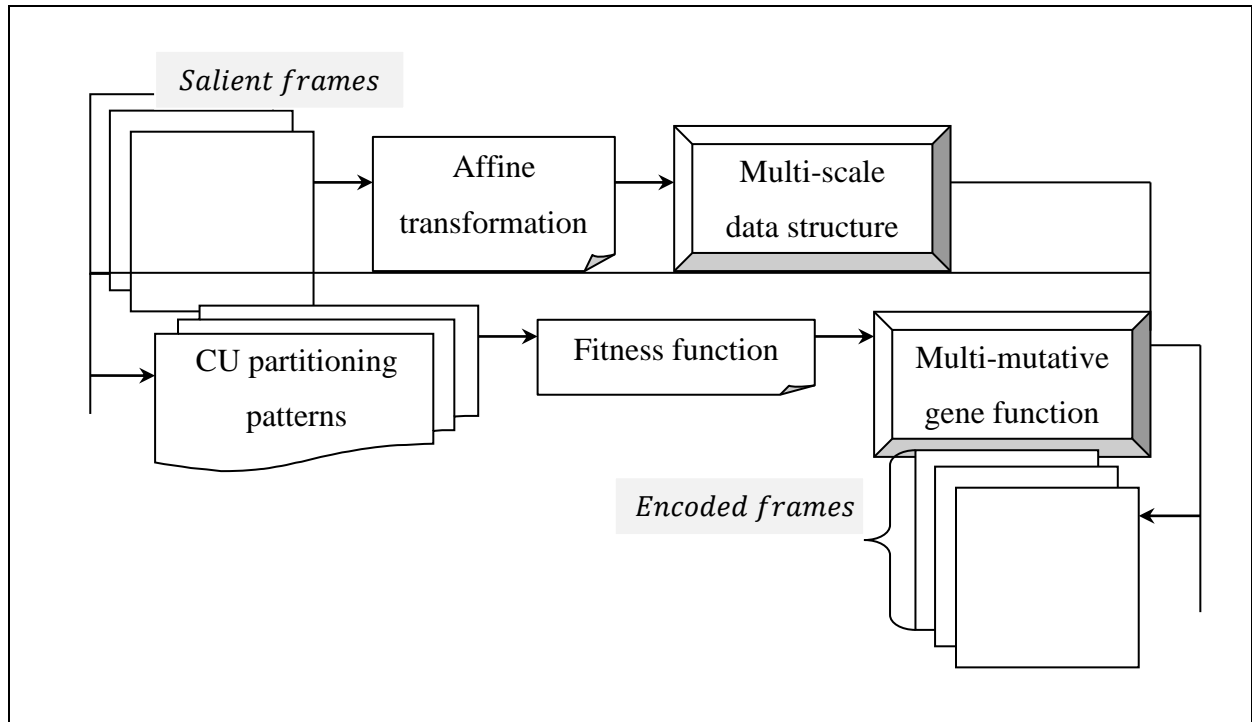 Salient frames
Affine
transformation
Multi-scale
data structure
CU partitioning
patterns
Fitness function
Multi-mutative
gene function
Encoded frames